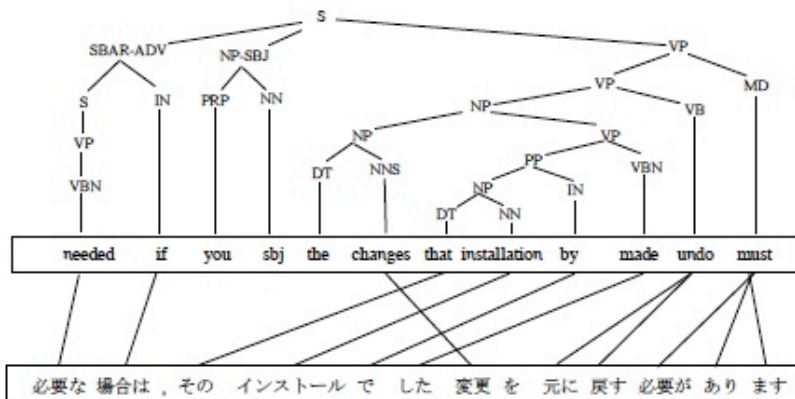 S
SBAR-ADV NP-SBJ VP
S IN PRP NN NP VP MD
VP NP VP VB
VBN DT NNS PP VBN
NP IN
DT NN
needed if you sbj the changes that installation by made undo must
必要な 場合は , その インストール で した 変更 を 元に 戻す 必要が あり ます